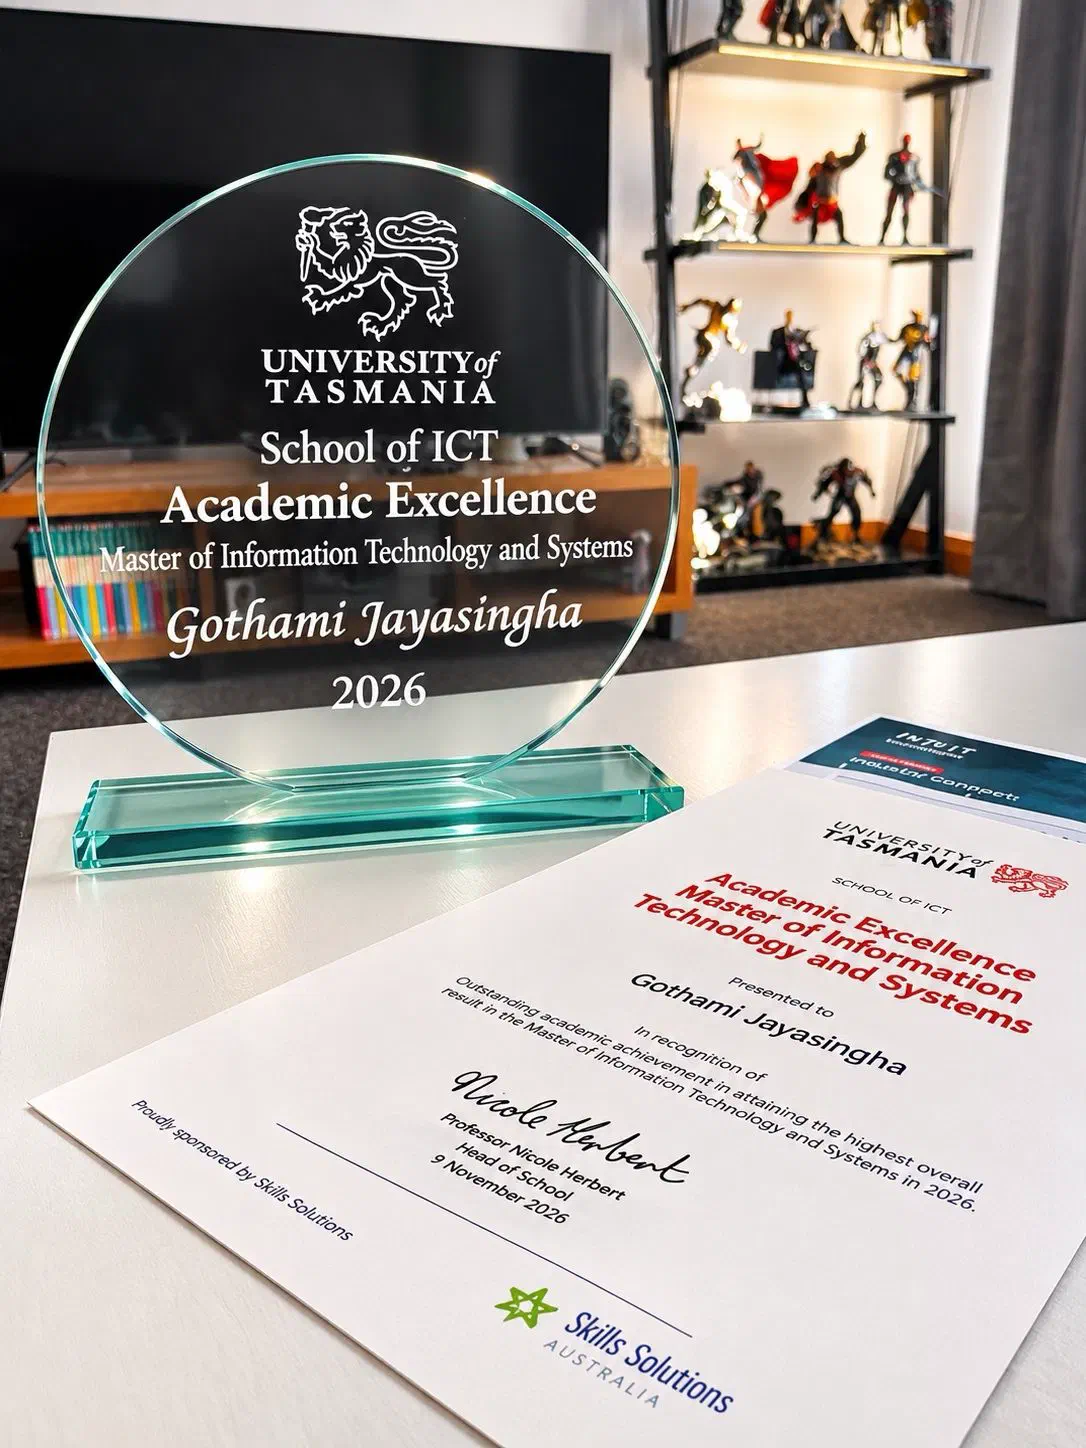 UNIVERSITY of
TASMANIA
School of ICT
Academic Excellence
Master of Information Technology and Systems
Gothami Jayasingha
2026
INTUIT
Industry Connect
UNIVERSITY of
TASMANIA
SCHOOL OF ICT
Academic Excellence
Master of Information
Technology and Systems
Presented to
Gothami Jayasingha
In recognition of
Outstanding academic achievement in attaining the highest overall
result in the Master of Information Technology and Systems in 2026.
Nicole Herbert
Professor Nicole Herbert
Head of School
9 November 2026
Proudly sponsored by Skills Solutions
Skills Solutions
AUSTRALIA